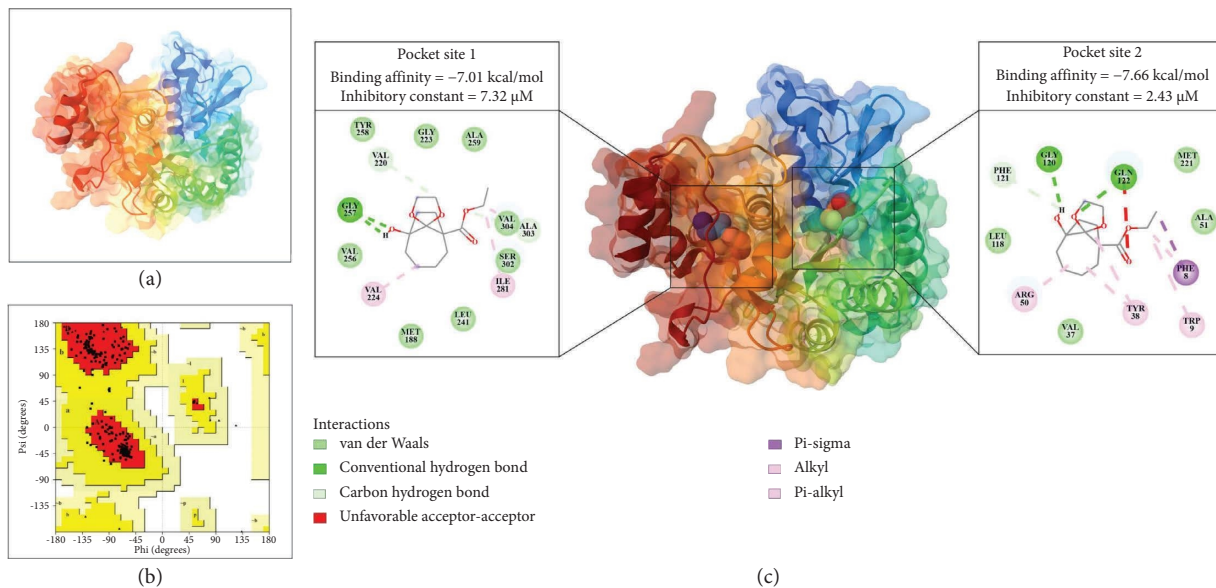 (a)
180
135
90
45
0
-45
-90
-135
Psi (degrees)
-180 -135 -90 -45 0 45 90 135 180
Phi (degrees)
(b)
Pocket site 1
Binding affinity = −7.01 kcal/mol
Inhibitory constant = 7.32 μM
TYR
258
GLY
223
ALA
259
VAL
220
GLY
257
H
O
O
O
O
O
VAL
304
ALA
303
VAL
256
SER
302
VAL
224
ILE
281
LEU
241
MET
188
Pocket site 2
Binding affinity = −7.66 kcal/mol
Inhibitory constant = 2.43 μM
GLY
120
GLN
122
MET
221
PHE
121
H
O
O
O
O
O
ALA
51
LEU
118
PHE
8
ARG
50
TYR
38
TRP
9
VAL
37
Interactions
van der Waals
Conventional hydrogen bond
Carbon hydrogen bond
Unfavorable acceptor-acceptor
Pi-sigma
Alkyl
Pi-alkyl
(c)